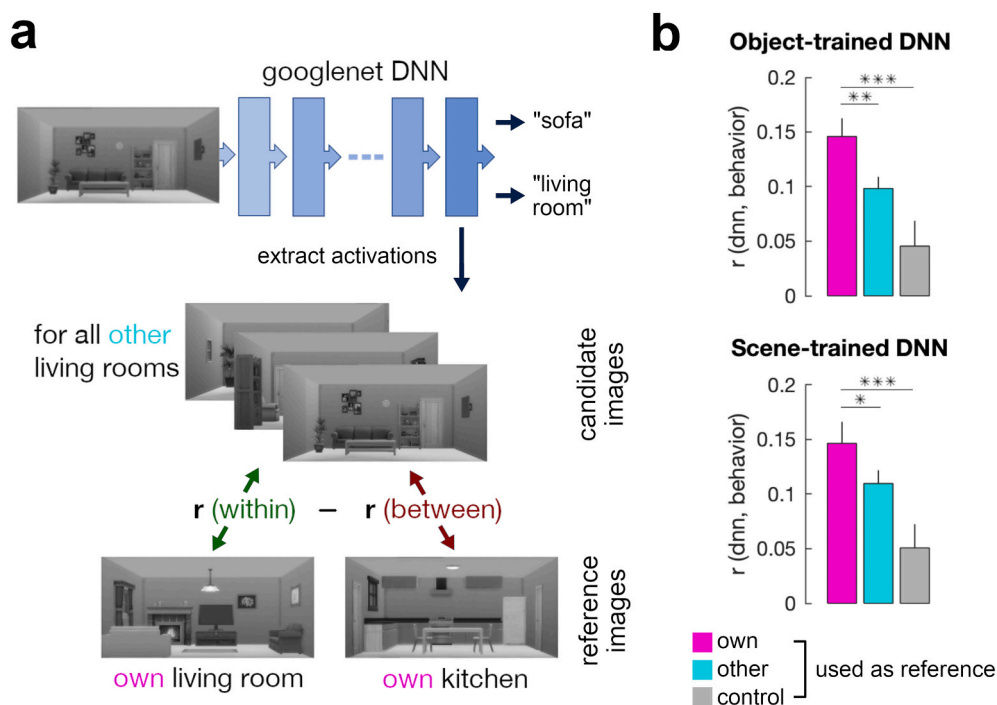 a
googlenet DNN
"sofa"
"living
room"
extract activations
for all other
living rooms
candidate
images
r (within) – r (between)
reference
images
own living room
own kitchen
b
Object-trained DNN
0.2
0.15
0.1
0.05
0
r (dnn, behavior)
***
**
Scene-trained DNN
0.2
0.15
0.1
0.05
0
r (dnn, behavior)
***
*
own
other
control
used as reference